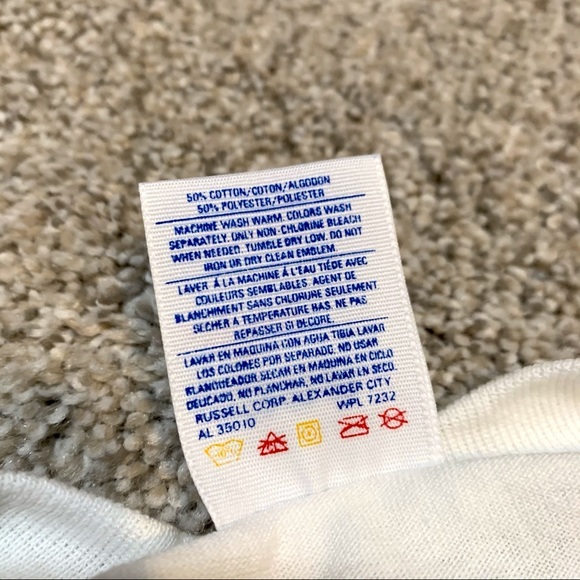 50% COTTON/COTON/ALGODON
50% POLYESTER/POLIESTER
MACHINE WASH WARM. COLORS WASH
SEPARATELY. ONLY NON-CHLORINE BLEACH
WHEN NEEDED. TUMBLE DRY LOW. DO NOT
IRON OR DRY CLEAN EMBLEM
LAVER À LA MACHINE À L'EAU TIÉDE AVEC
COULEURS SEMBLABLES. AGENT DE
BLANCHIMENT SANS CHLORURE SEULEMENT
SÉCHER A TEMPERATURE BAS. NE PAS
REPASSER SI DECORE.
LAVAR EN MAQUINA CON AGUA TIBIA LAVAR
LOS COLORES POR SEPARADO. NO USAR
BLANQUEADOR SECAR EN MAQUINA EN CICLO
DELICADO, NO PLANCHAR, NO LAVAR EN SECO.
RUSSELL CORP ALEXANDER CITY
AL 35010 WPL 7232